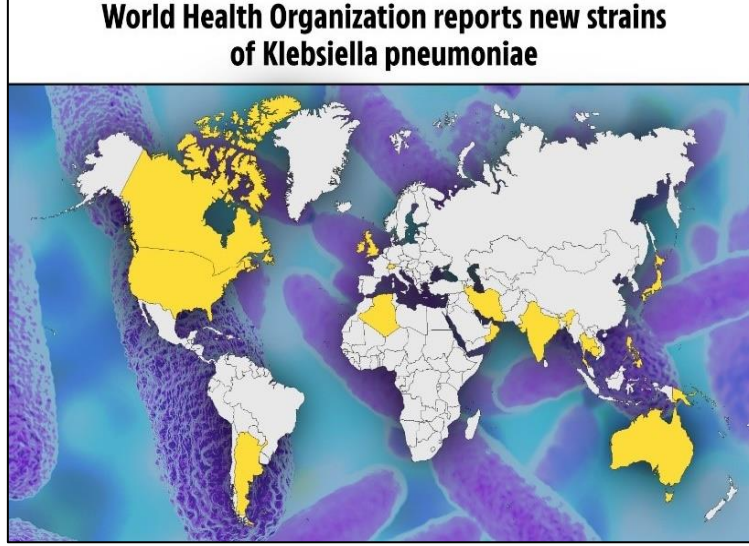 World Health Organization reports new strains
of Klebsiella pneumoniae